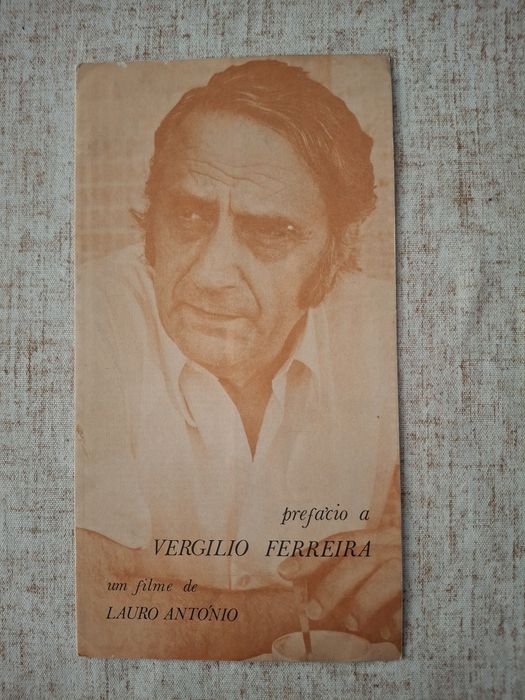 prefácio a
VERGILIO FERREIRA
um filme de
LAURO ANTÓNIO